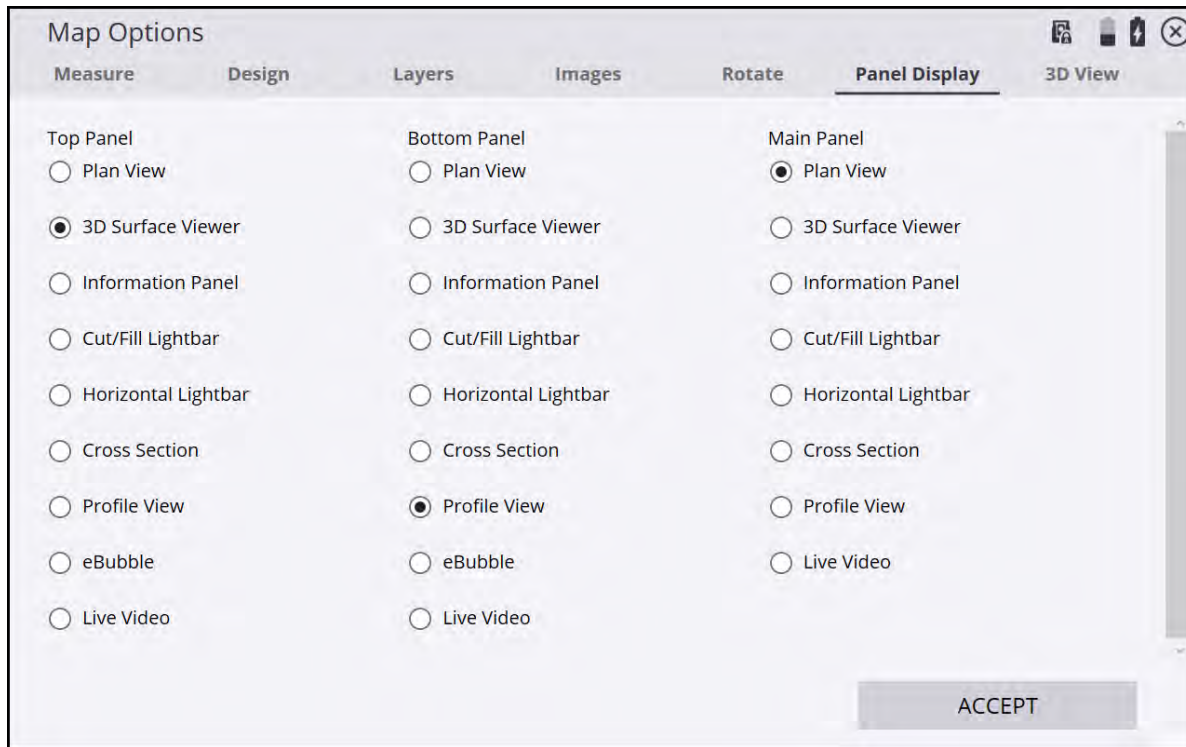 Map Options
Measure Design Layers Images Rotate Panel Display 3D View
Top Panel Bottom Panel Main Panel
Plan View Plan View Plan View
3D Surface Viewer 3D Surface Viewer 3D Surface Viewer
Information Panel Information Panel Information Panel
Cut/Fill Lightbar Cut/Fill Lightbar Cut/Fill Lightbar
Horizontal Lightbar Horizontal Lightbar Horizontal Lightbar
Cross Section Cross Section Cross Section
Profile View Profile View Profile View
eBubble eBubble Live Video
Live Video Live Video
ACCEPT